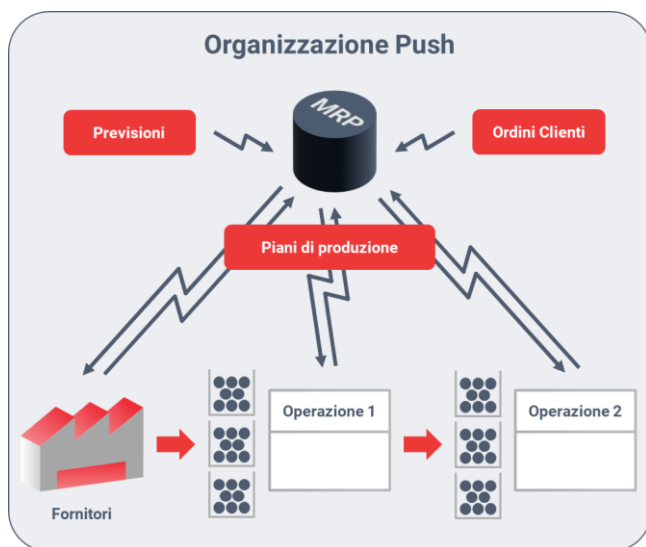 Organizzazione Push
MRP
Previsioni
Ordini Clienti
Piani di produzione
Operazione 1
Operazione 2
Fornitori